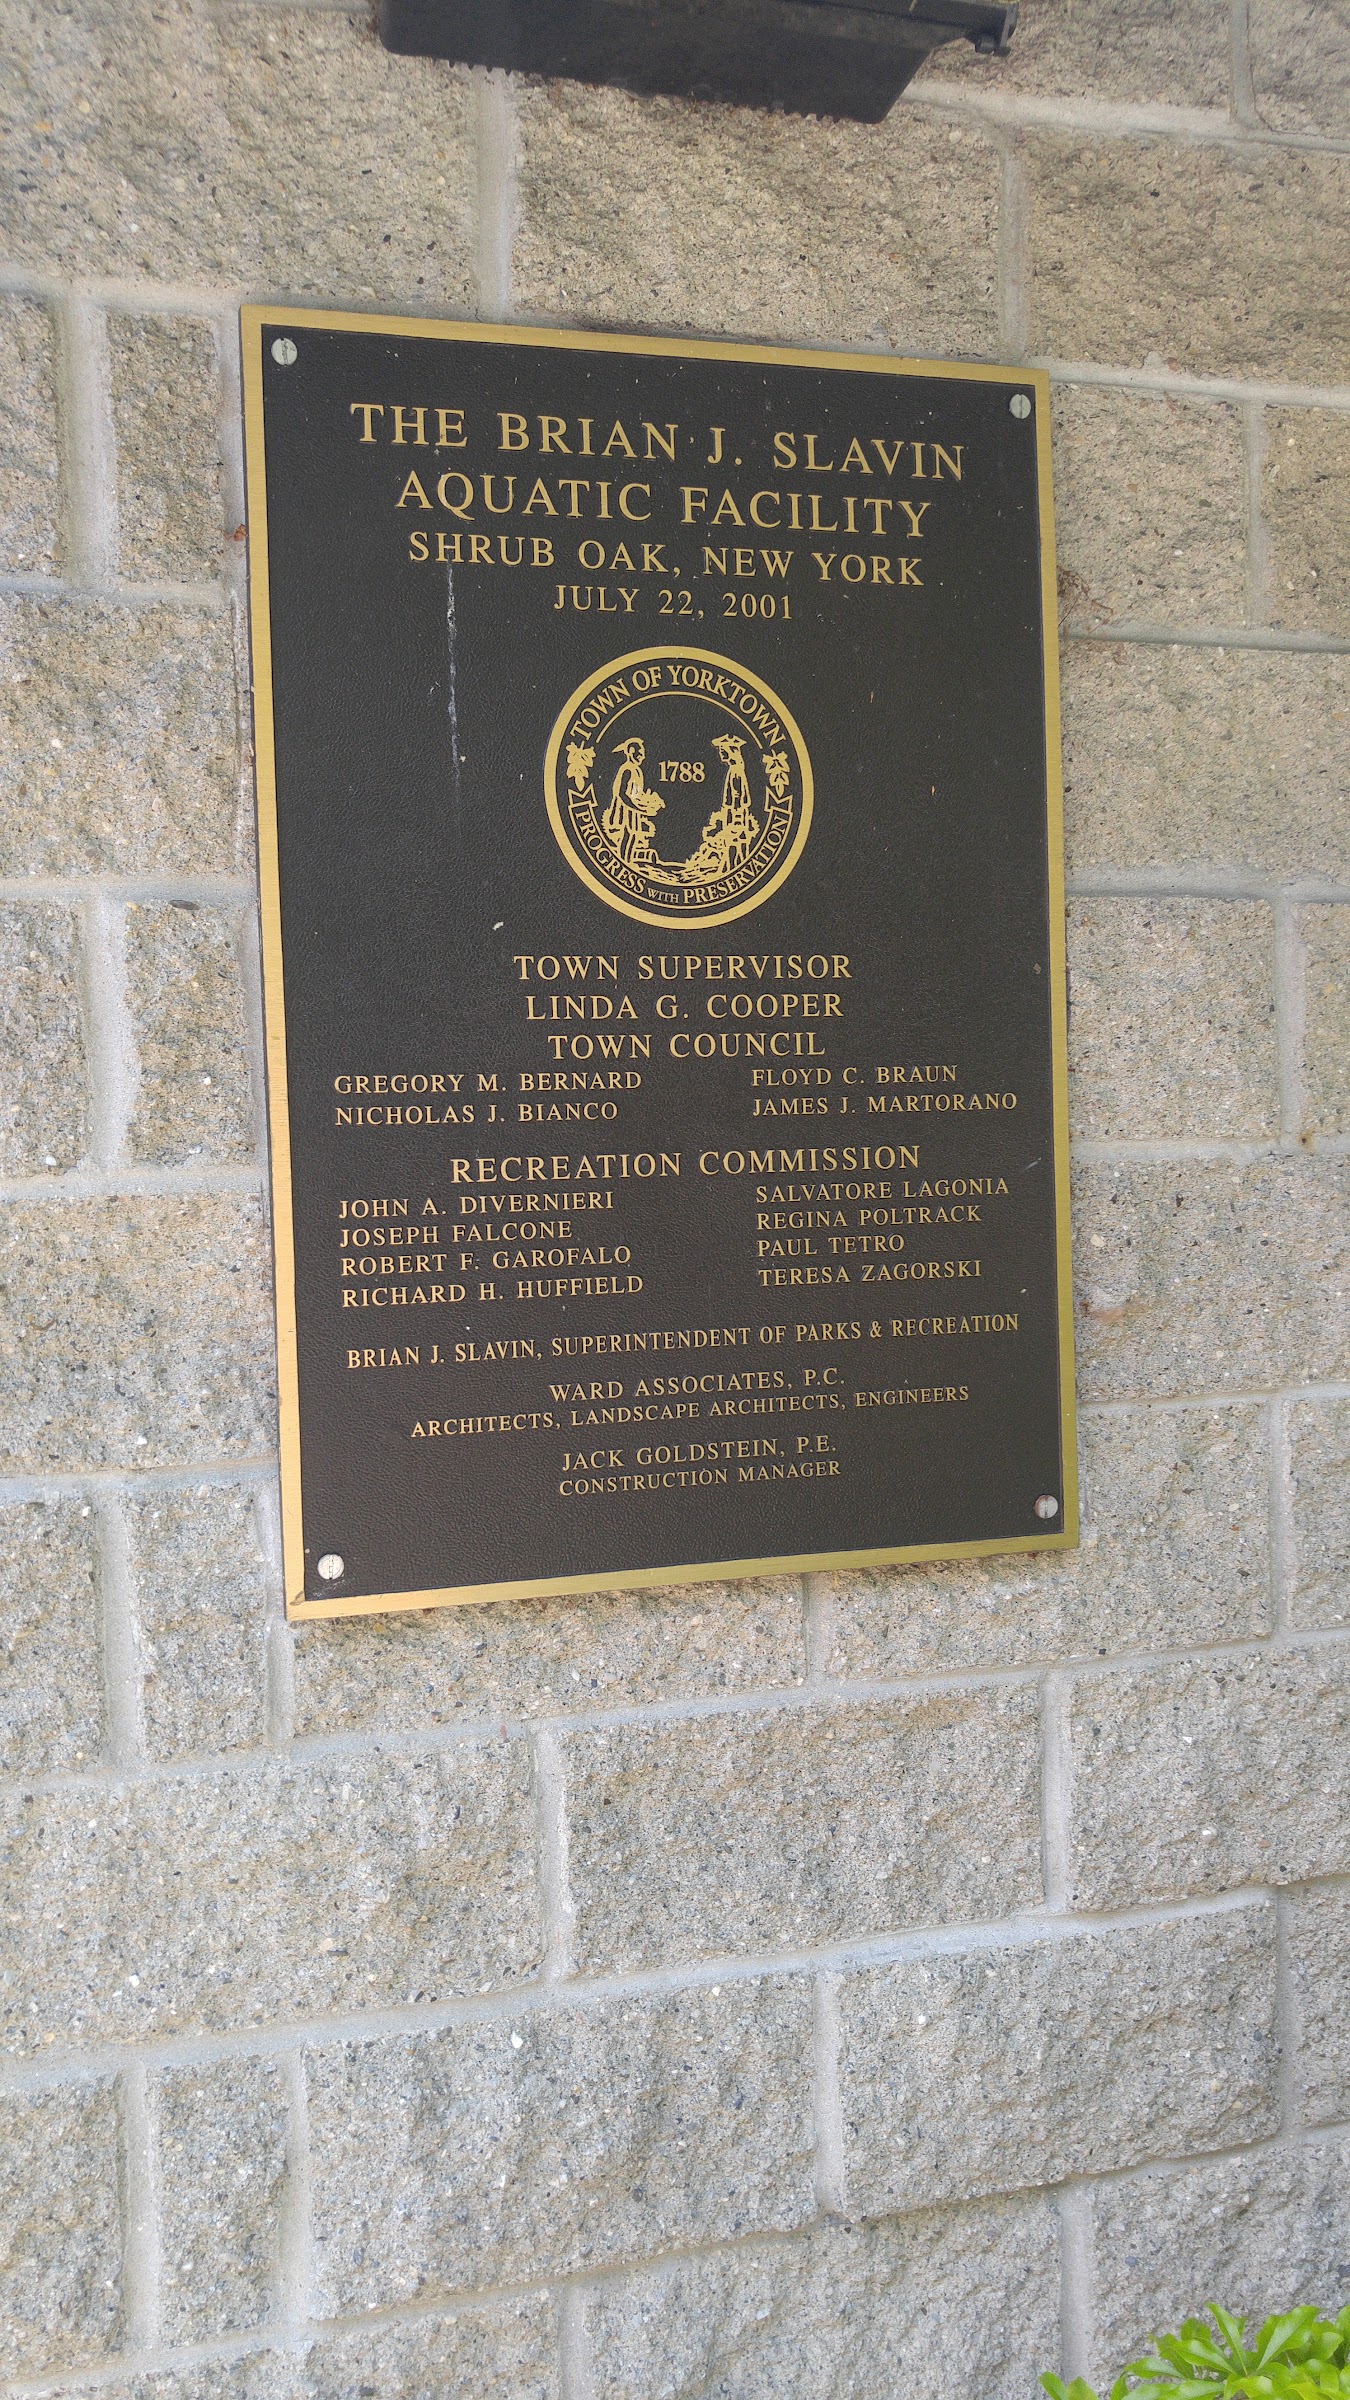 THE BRIAN J. SLAVIN
AQUATIC FACILITY
SHRUB OAK, NEW YORK
JULY 22, 2001
TOWN OF YORKTOWN
1788
PROGRESS WITH PRESERVATION
TOWN SUPERVISOR
LINDA G. COOPER
TOWN COUNCIL
GREGORY M. BERNARD FLOYD C. BRAUN
NICHOLAS J. BIANCO JAMES J. MARTORANO
RECREATION COMMISSION
JOHN A. DIVERNIERI SALVATORE LAGONIA
JOSEPH FALCONE REGINA POLTRACK
ROBERT F. GAROFALO PAUL TETRO
RICHARD H. HUFFIELD TERESA ZAGORSKI
BRIAN J. SLAVIN, SUPERINTENDENT OF PARKS & RECREATION
WARD ASSOCIATES, P.C.
ARCHITECTS, LANDSCAPE ARCHITECTS, ENGINEERS
JACK GOLDSTEIN, P.E.
CONSTRUCTION MANAGER